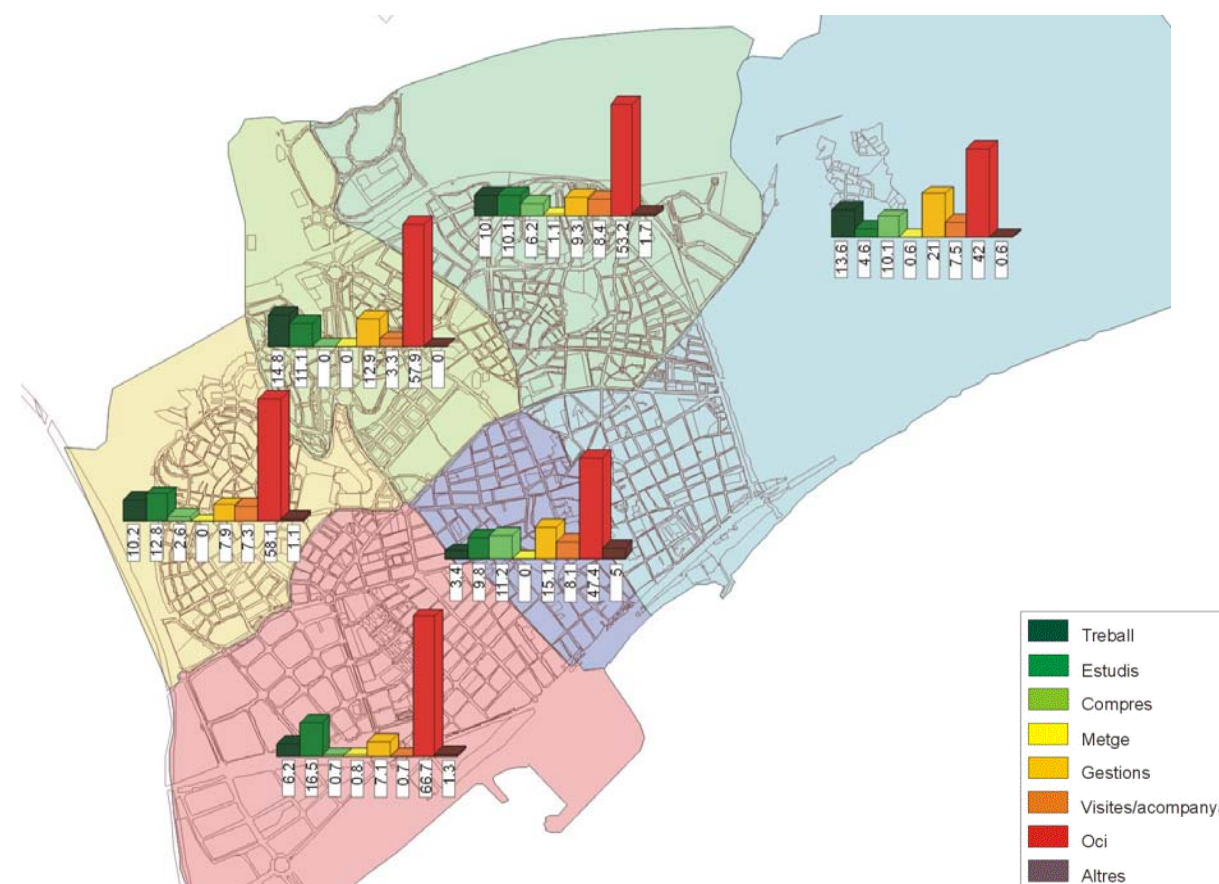 10 10.1 6.2 1.1 9.3 8.4 53.2 1.7
13.6 4.6 10.1 0.6 21 7.5 42 0.6
14.8 11.1 0 0 12.9 3.3 57.9 0
10.2 12.8 2.6 0 7.9 7.3 58.1 1.1
3.4 9.8 11.2 0 15.1 8.1 47.4 5
6.2 16.5 0.7 0.8 7.1 0.7 66.7 1.3
Treball
Estudis
Compres
Metge
Gestions
Visites/acompany
Oci
Altres